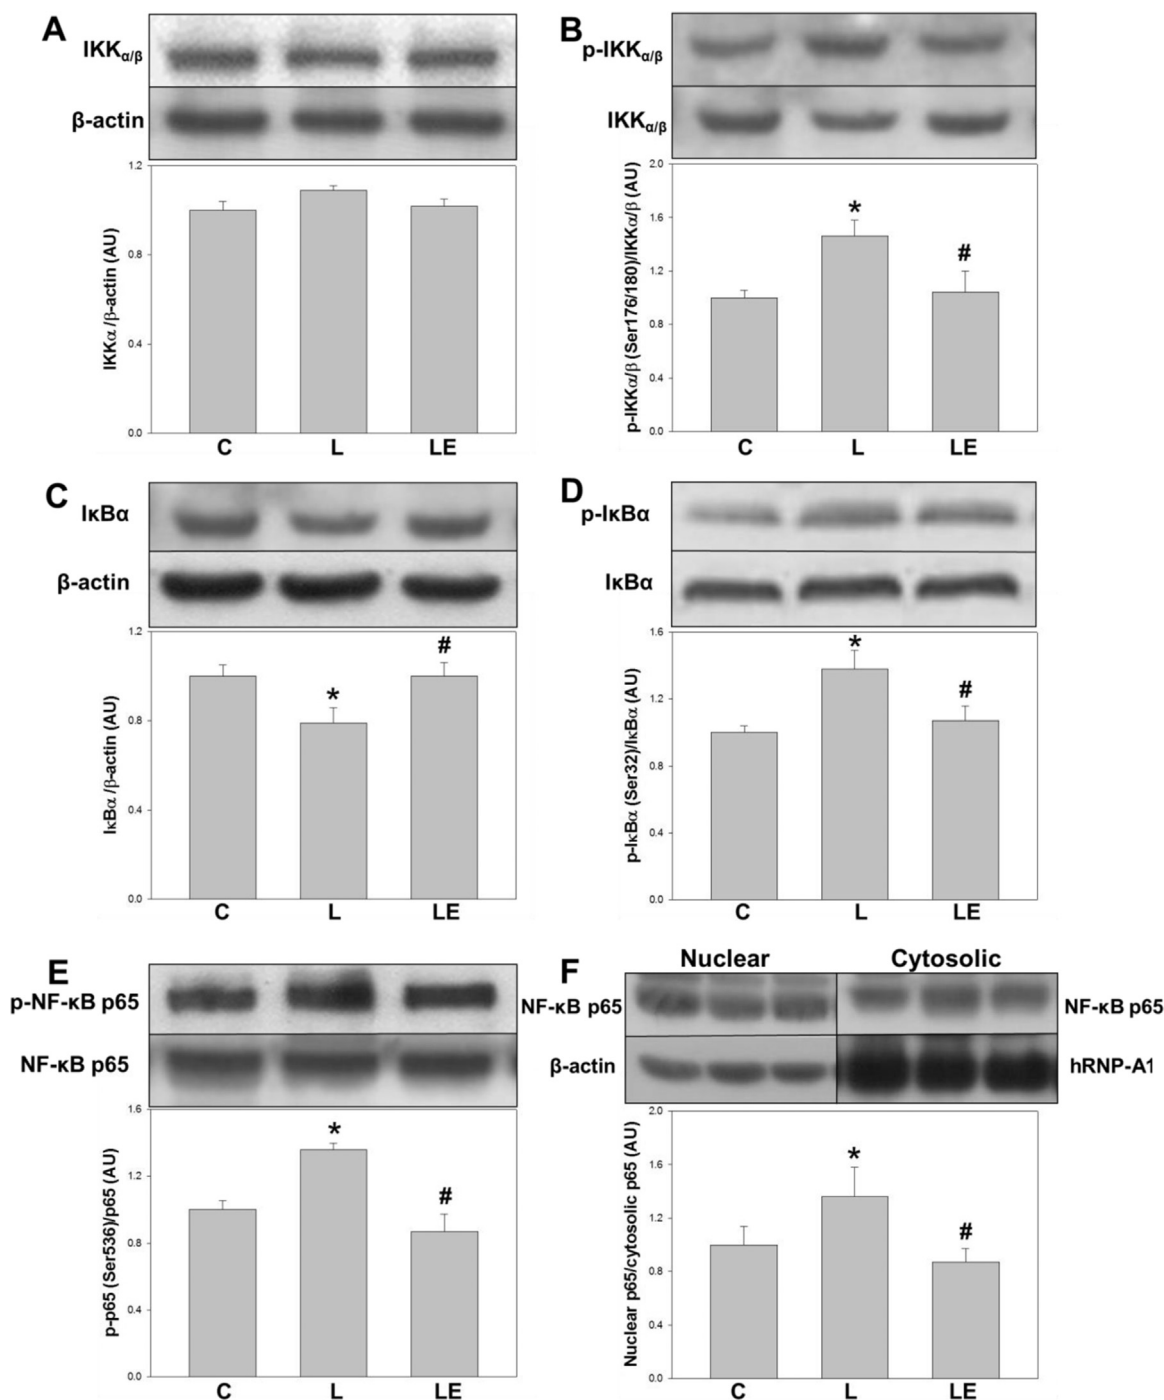 A
IKKα/β
β-actin
IKKα/β-actin (AU)
1.2
0.8
0.4
0.0
C L LE
B
p-IKKα/β
IKKα/β
p-IKKα/β (Ser176/180)/IKKα/β (AU)
2.0
1.6
1.2
0.8
0.4
0.0
*
#
C L LE
C
IκBα
β-actin
IκBα/β-actin (AU)
1.2
0.8
0.4
0.0
*
#
C L LE
D
p-IκBα
IκBα
p-IκBα (Ser32)/IκBα (AU)
1.6
1.2
0.8
0.4
0.0
*
#
C L LE
E
p-NF-κB p65
NF-κB p65
p-p65 (Ser536)/p65 (AU)
1.6
1.2
0.8
0.4
0.0
*
#
C L LE
F
Nuclear Cytosolic
NF-κB p65 NF-κB p65
β-actin hRNP-A1
Nuclear p65/cytosolic p65 (AU)
2.0
1.6
1.2
0.8
0.4
0.0
*
#
C L LE